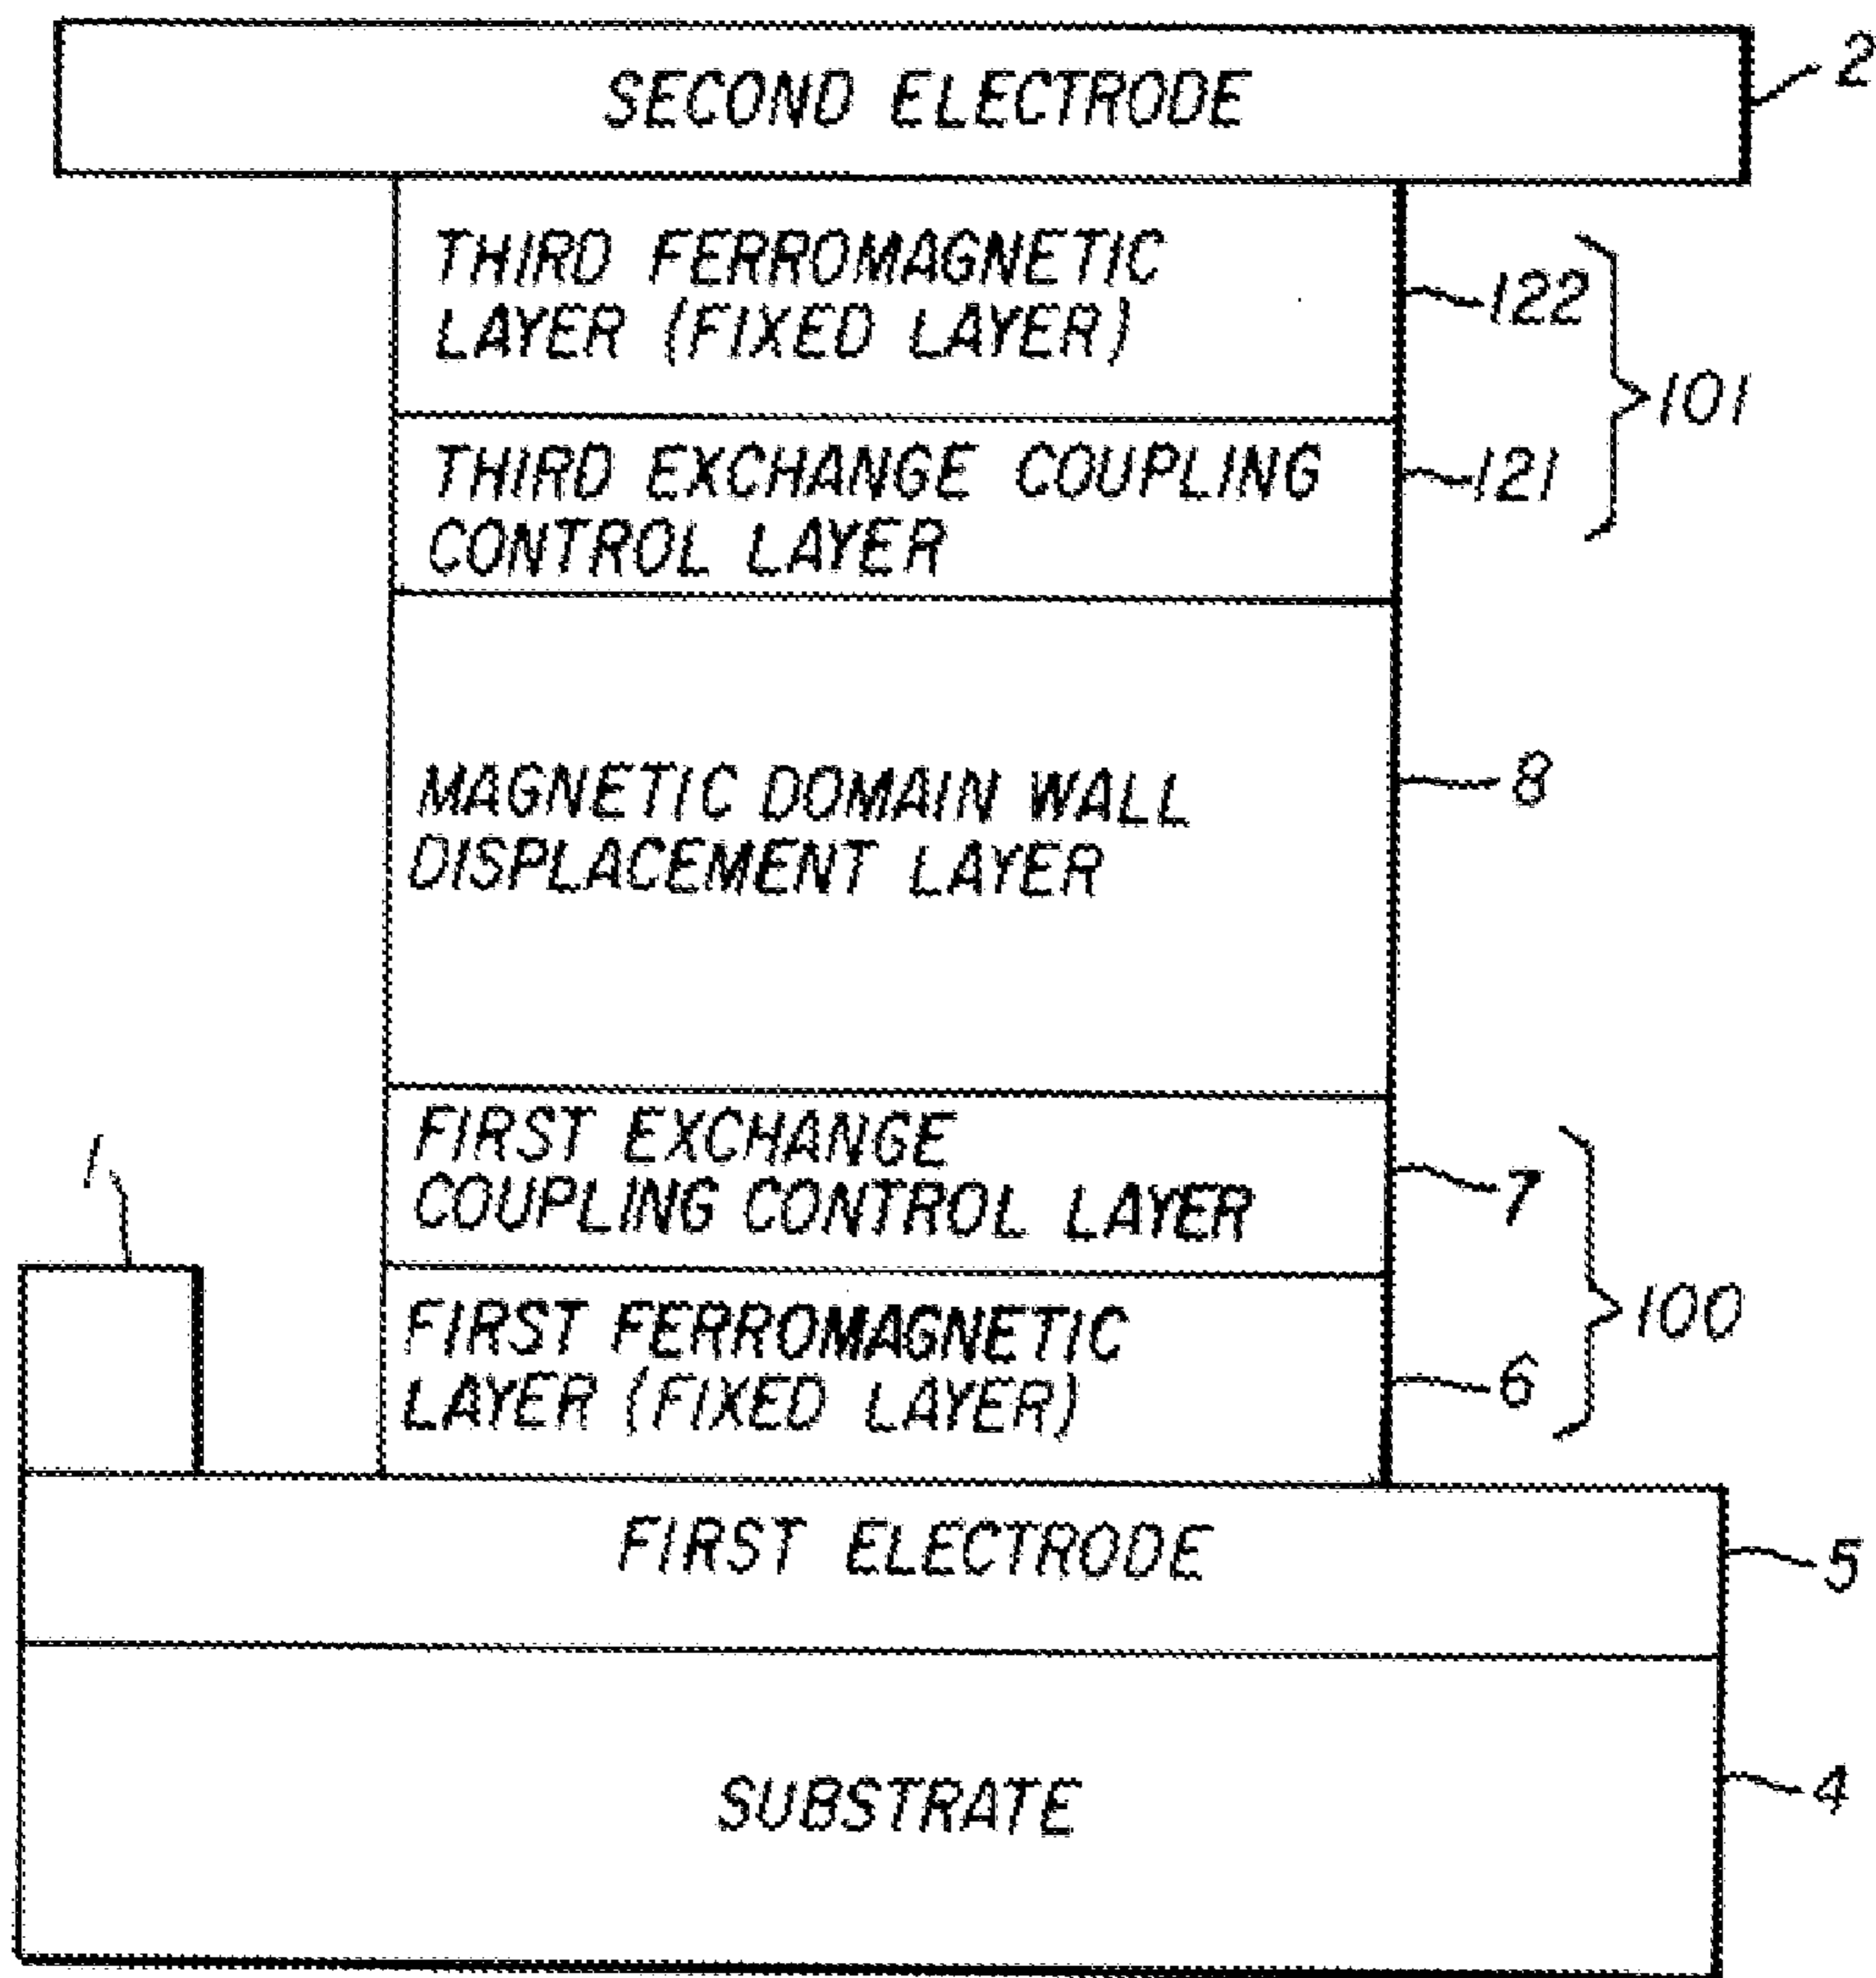 SECOND ELECTRODE
2
THIRD FERROMAGNETIC
LAYER (FIXED LAYER)
122
101
THIRD EXCHANGE COUPLING
CONTROL LAYER
121
MAGNETIC DOMAIN WALL
DISPLACEMENT LAYER
8
FIRST EXCHANGE
COUPLING CONTROL LAYER
7
1
100
FIRST FERROMAGNETIC
LAYER (FIXED LAYER)
6
FIRST ELECTRODE
5
SUBSTRATE
4